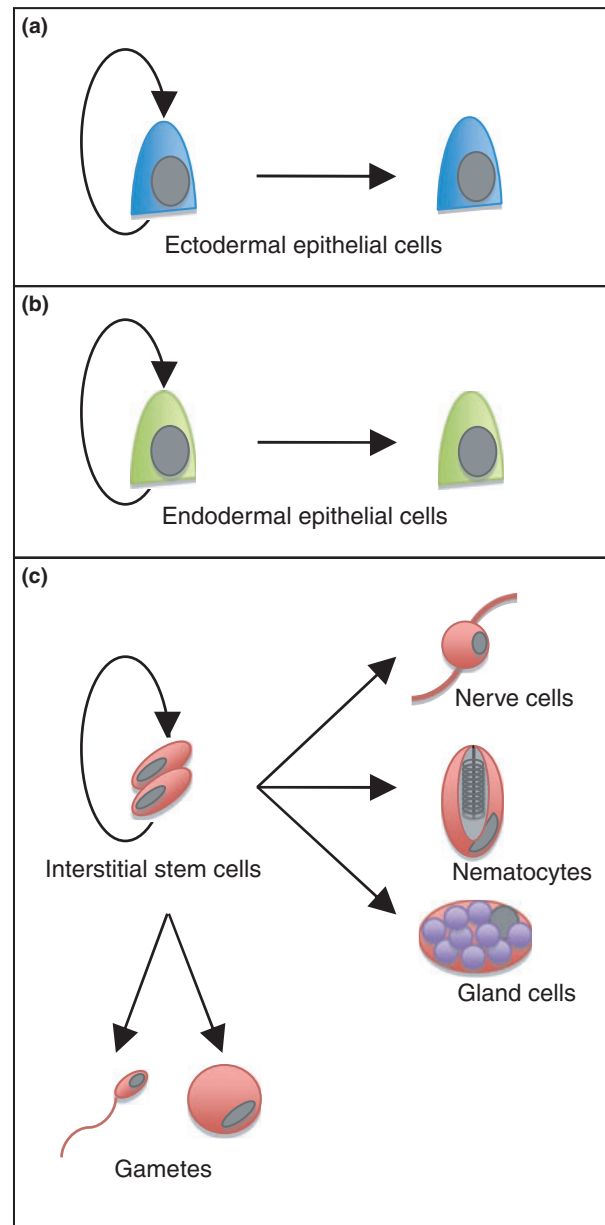 (a)
Ectodermal epithelial cells
(b)
Endodermal epithelial cells
(c)
Nerve cells
Interstitial stem cells
Nematocytes
Gland cells
Gametes